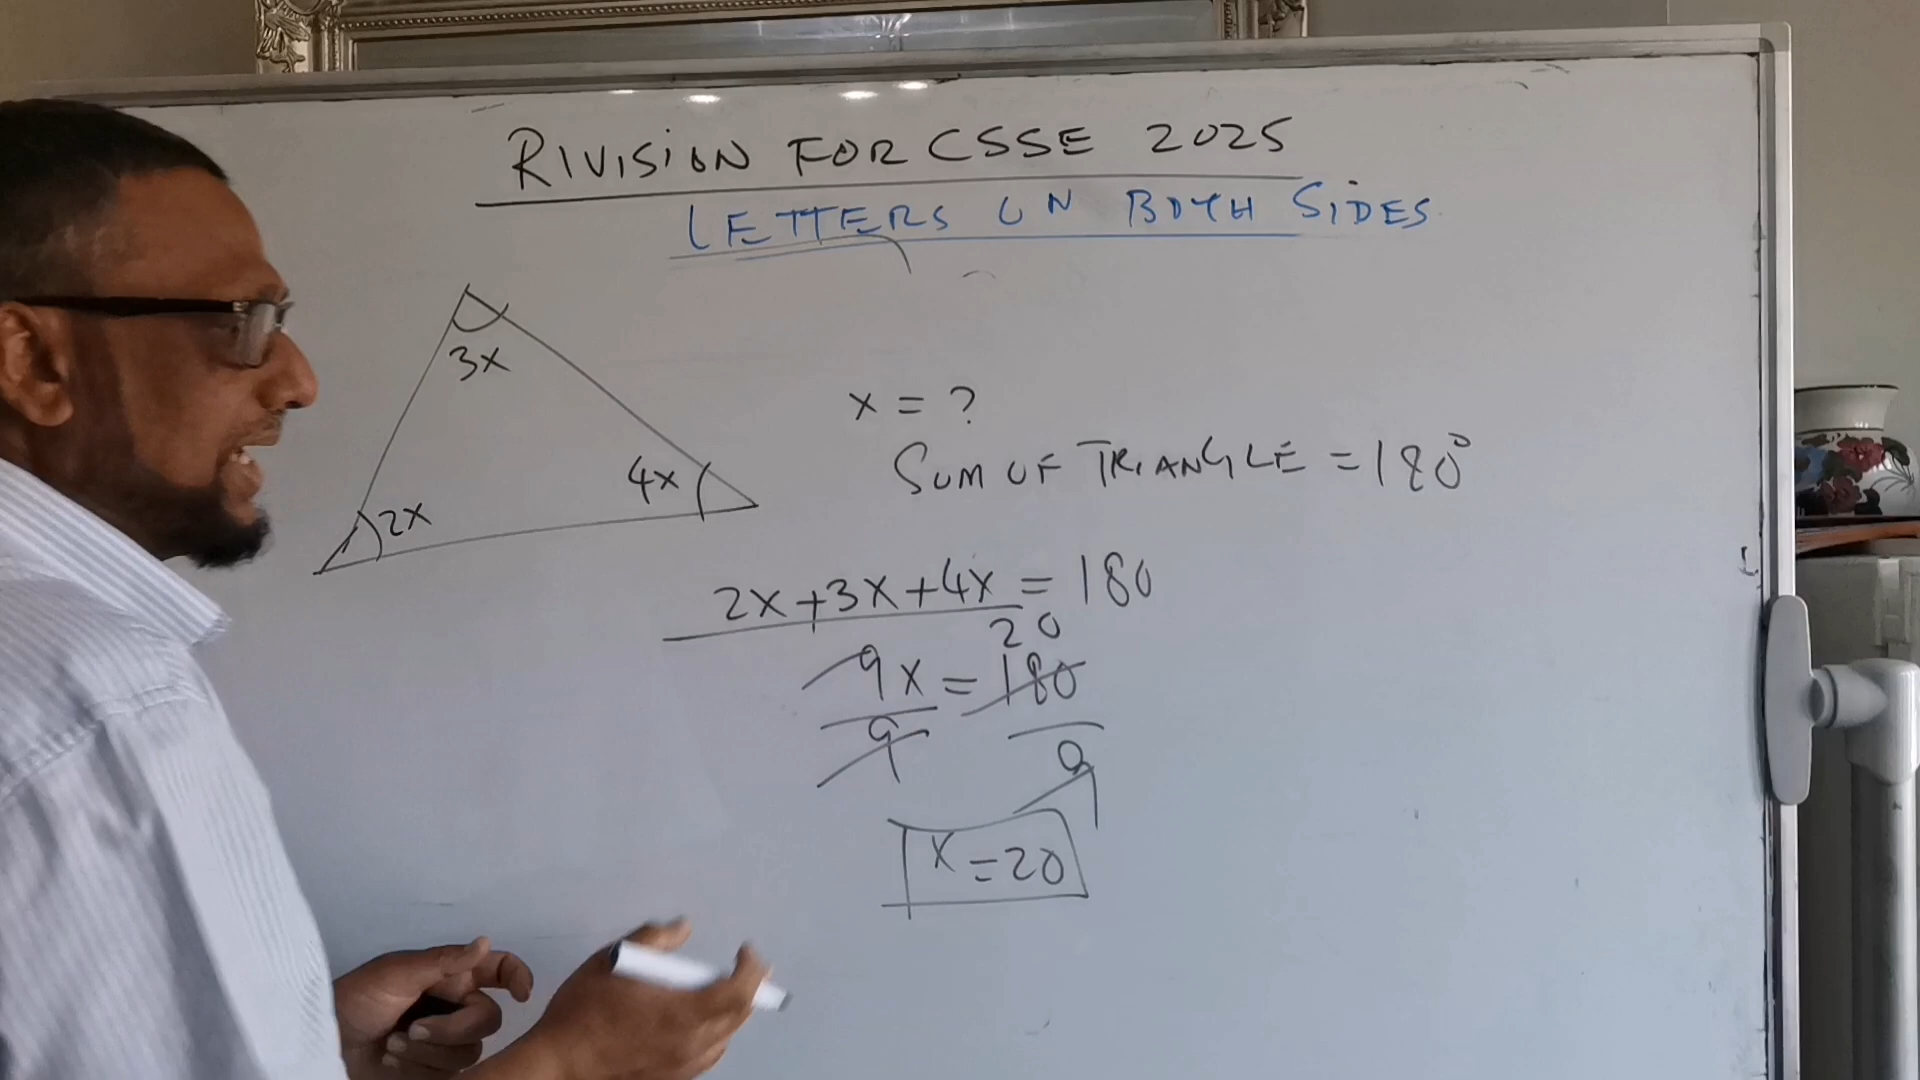 RIVISION FOR CSSE 2025
LETTERS ON BOTH SIDES
3x
4x
2x
x = ?
SUM OF TRIANGLE = 180°
2x+3x+4x = 180
20
9x = 180
9 9
x = 20